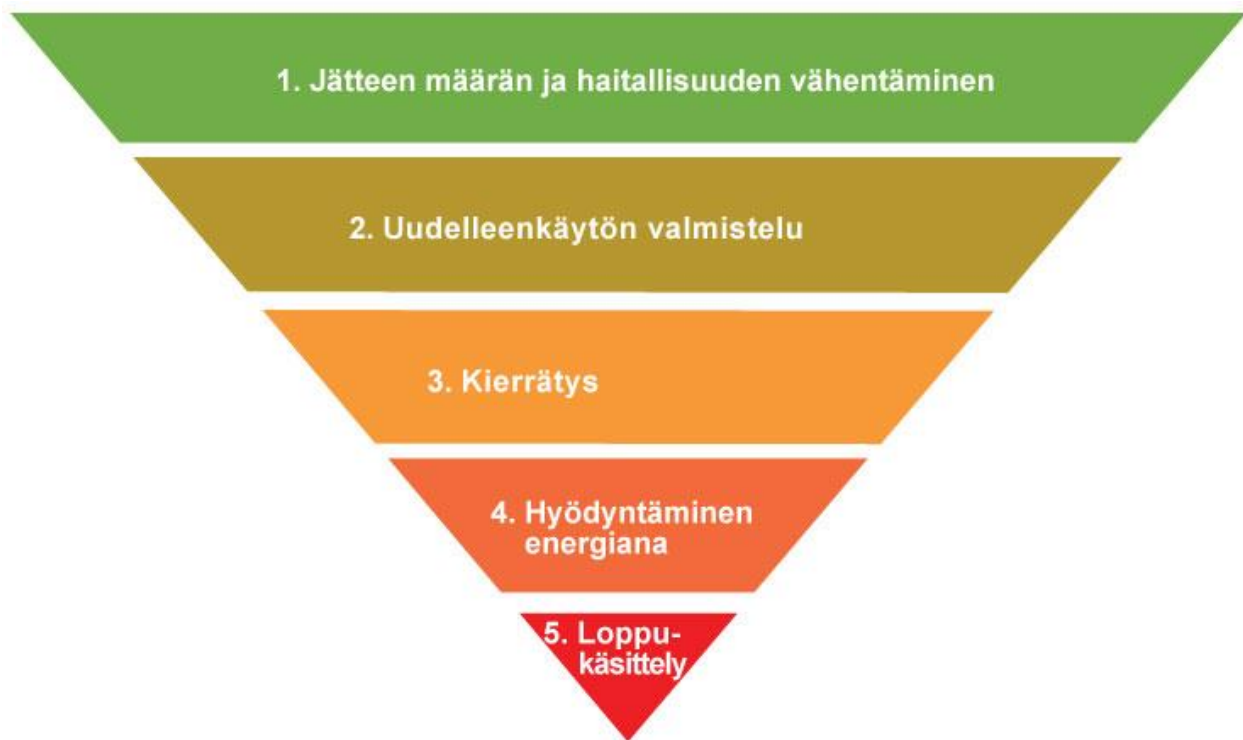 1. Jätteen määrän ja haitallisuuden vähentäminen
2. Uudelleenkäytön valmistelu
3. Kierrätys
4. Hyödyntäminen
energiana
5. Loppu-
käsittely